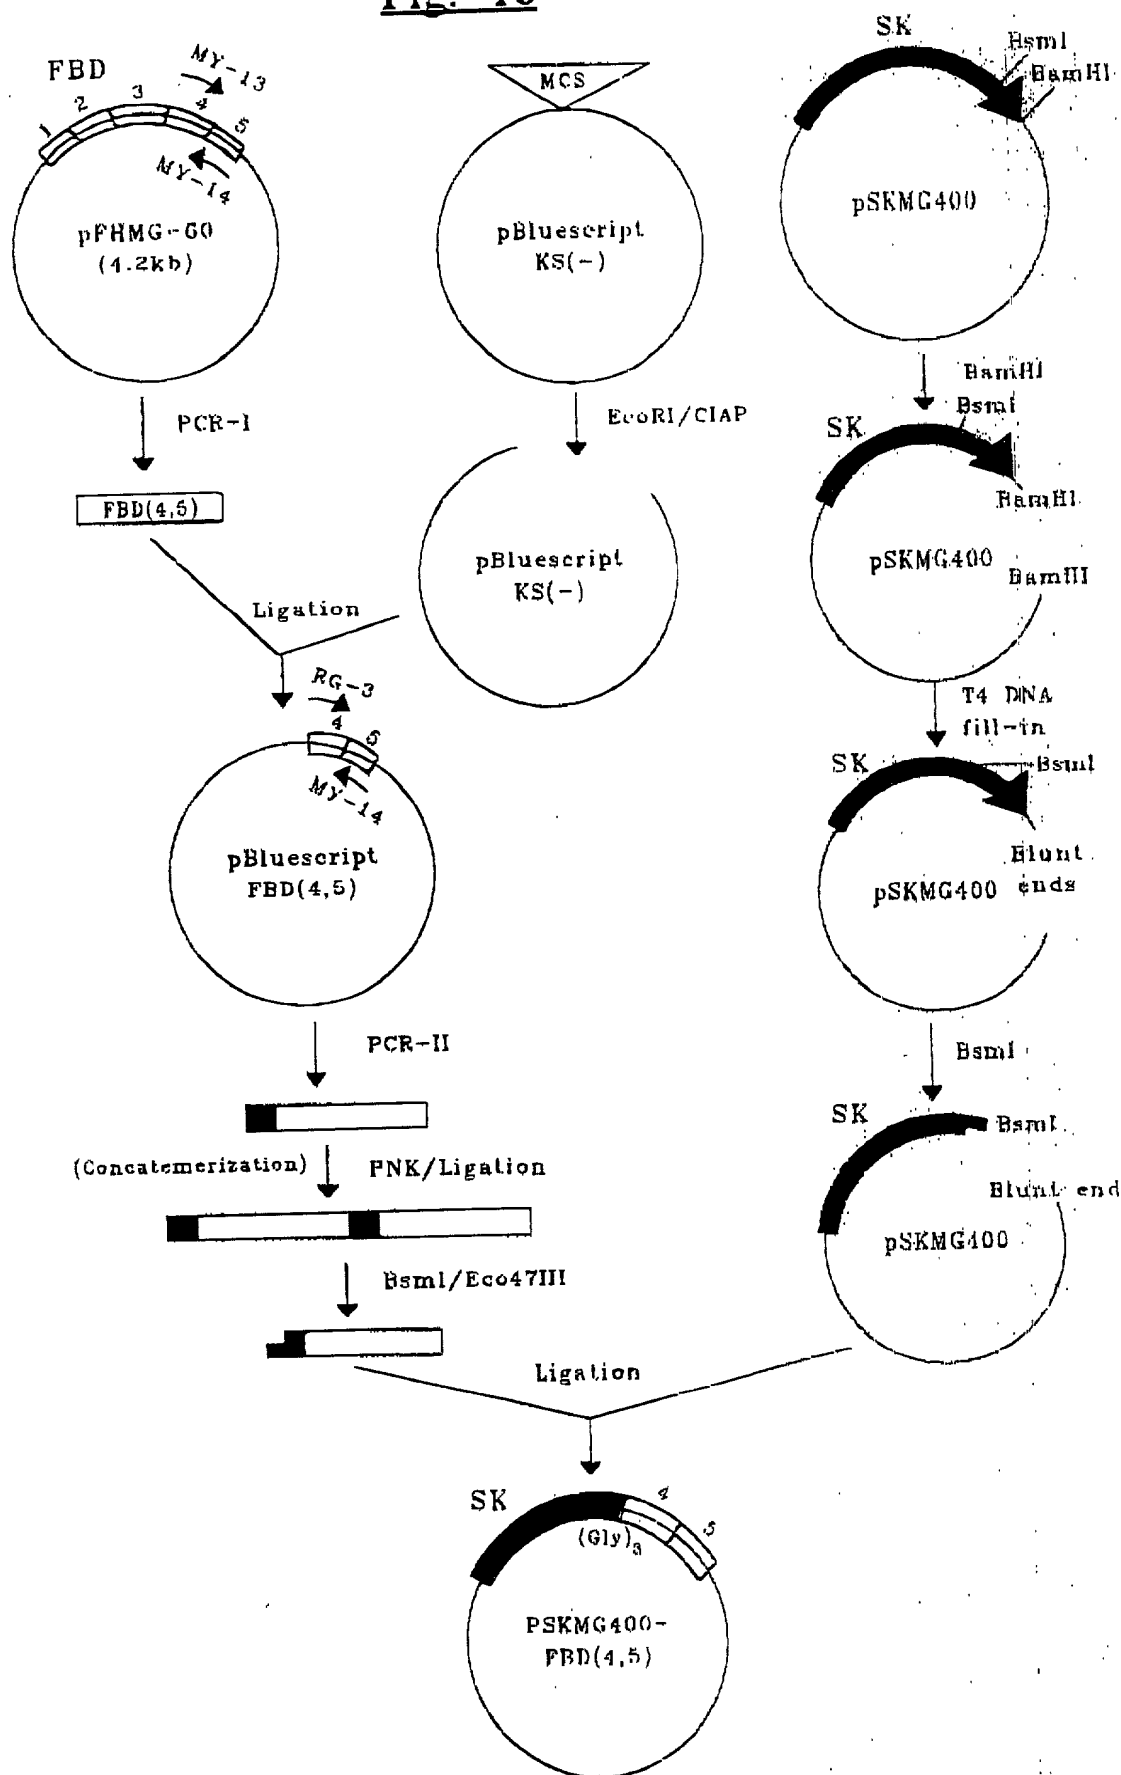 FBD
1 2 3 4 5
MY-13
MY-14
pFHMG-60
(4.2kb)
MCS
pBluescript
KS(-)
SK
BsmI
BamHI
pSKMG400
PCR-I
EcoRI/CIAP
BamHI
FBD(4,5)
pBluescript
KS(-)
SK
BsmI
BamHI
pSKMG400
BamHI
Ligation
RG-3
4 5
MY-14
pBluescript
FBD(4,5)
T4 DNA
fill-in
SK
BsmI
Blunt
ends
pSKMG400
PCR-II
BsmI
(Concatemerization)
PNK/Ligation
SK
BsmI
Blunt end
pSKMG400
BsmI/Eco47III
Ligation
SK
4
5
(Gly)3
PSKMG400-
FBD(4,5)